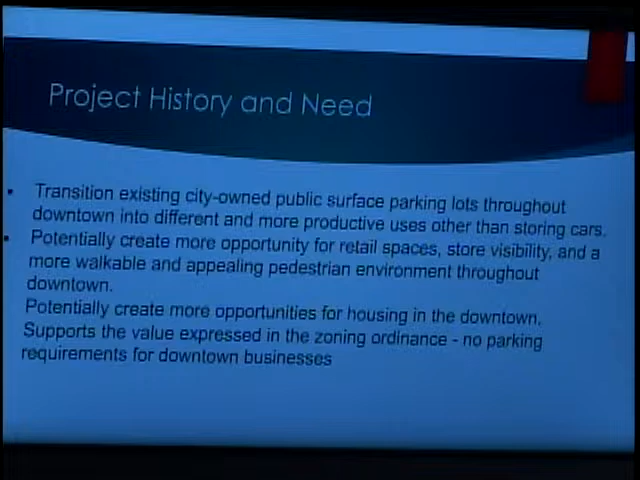 Project History and Need
▪ Transition existing city-owned public surface parking lots throughout
downtown into different and more productive uses other than storing cars.
▪ Potentially create more opportunity for retail spaces, store visibility, and a
more walkable and appealing pedestrian environment throughout
downtown.
Potentially create more opportunities for housing in the downtown.
Supports the value expressed in the zoning ordinance - no parking
requirements for downtown businesses